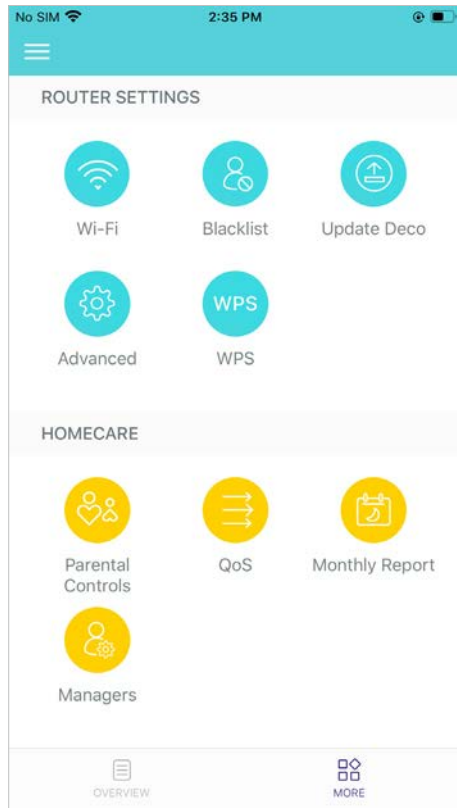 No SIM 2:35 PM
ROUTER SETTINGS
Wi-Fi Blacklist Update Deco
WPS
Advanced WPS
HOMECARE
Parental Controls QoS Monthly Report
Managers
OVERVIEW MORE